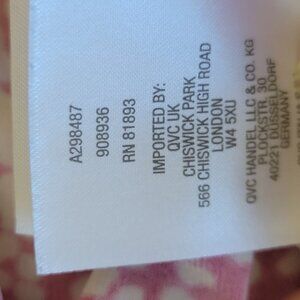 A298487
908936
RN 81893
IMPORTED BY:
QVC UK
CHISWICK PARK
566 CHISWICK HIGH ROAD
LONDON
W4 5XU
QVC HANDEL LLC & CO. KG
PLOCKSTR. 30
40221 DUSSELDORF
GERMANY